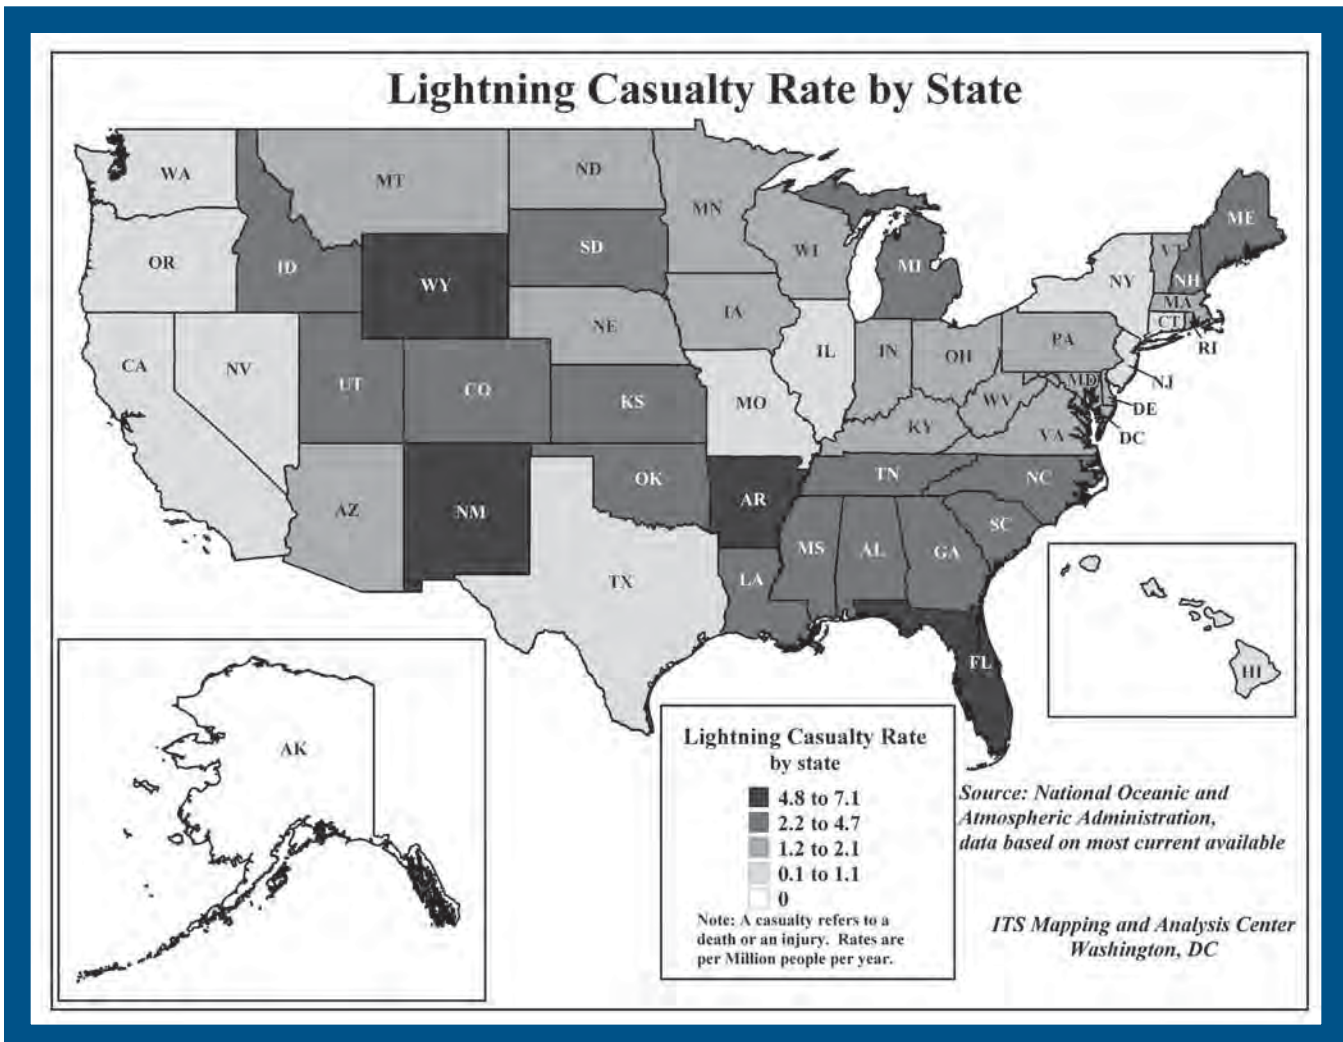 Lightning Casualty Rate by State
WA
MT
ND
MN
ME
OR
ID
WY
SD
WI
MI
VT
NH
NY
MA
CT
RI
CA
NV
UT
CO
NE
IA
IL
IN
OH
PA
NJ
KS
MO
WV
MD
DE
DC
KY
VA
AZ
NM
OK
AR
TN
NC
SC
TX
LA
MS
AL
GA
FL
AK
HI
Lightning Casualty Rate
by state
4.8 to 7.1
2.2 to 4.7
1.2 to 2.1
0.1 to 1.1
0
Note: A casualty refers to a
death or an injury. Rates are
per Million people per year.
Source: National Oceanic and
Atmospheric Administration,
data based on most current available
ITS Mapping and Analysis Center
Washington, DC